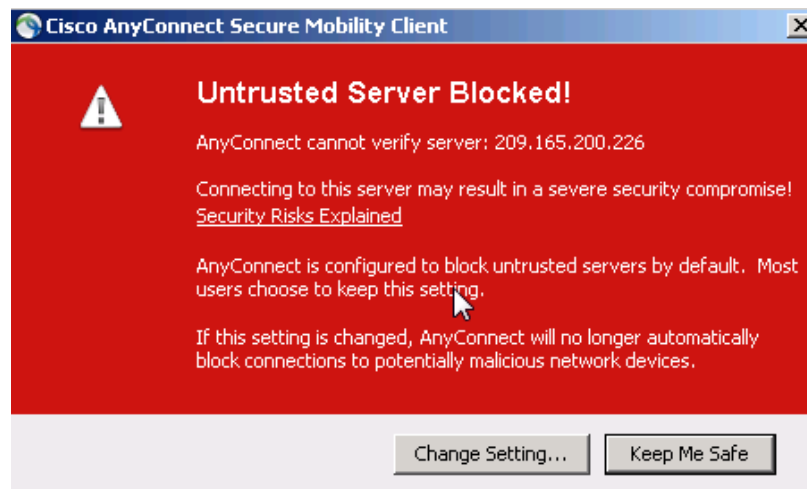 Cisco AnyConnect Secure Mobility Client
Untrusted Server Blocked!
AnyConnect cannot verify server: 209.165.200.226
Connecting to this server may result in a severe security compromise!
Security Risks Explained
AnyConnect is configured to block untrusted servers by default. Most
users choose to keep this setting.
If this setting is changed, AnyConnect will no longer automatically
block connections to potentially malicious network devices.
Change Setting...
Keep Me Safe